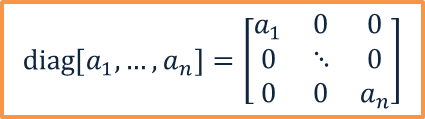 diag[a₁, …, aₙ] = [a₁ 0 0
0 ⋱ 0
0 0 aₙ]